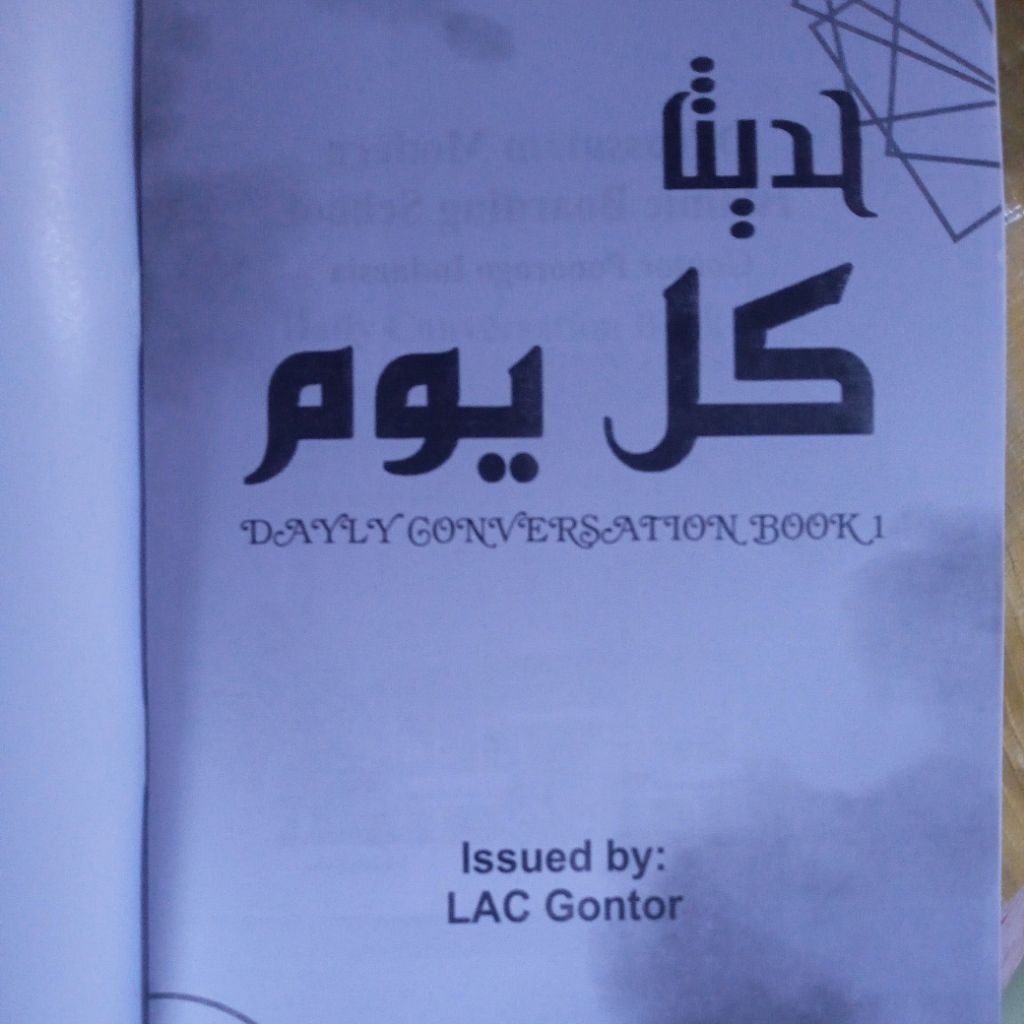 حديث
كل يوم
DAYLY CONVERSATION BOOK 1
Issued by:
LAC Gontor